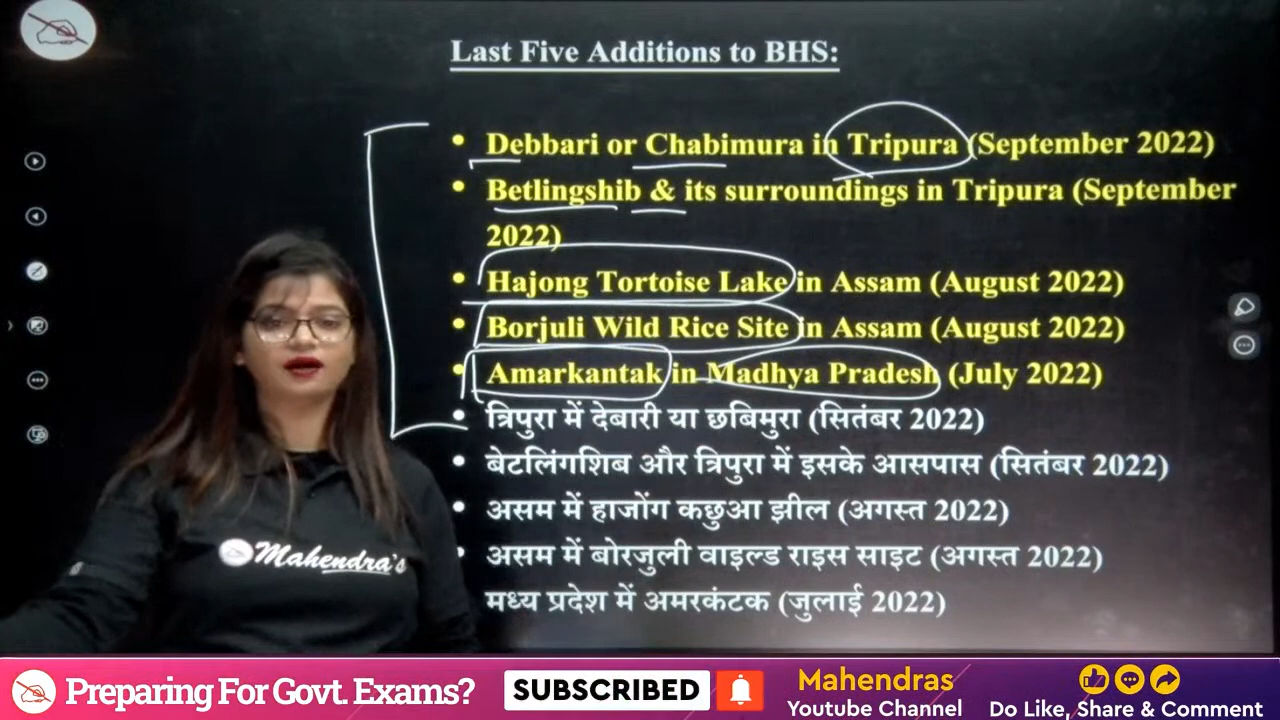 Last Five Additions to BHS:
Debbari or Chabimura in Tripura (September 2022)
Betlingshib & its surroundings in Tripura (September
2022)
Hajong Tortoise Lake in Assam (August 2022)
Borjuli Wild Rice Site in Assam (August 2022)
Amarkantak in Madhya Pradesh (July 2022)
त्रिपुरा में देबारी या छबिमुरा (सितंबर 2022)
बेटलिंगशिब और त्रिपुरा में इसके आसपास (सितंबर 2022)
असम में हाजोंग कछुआ झील (अगस्त 2022)
असम में बोरजुली वाइल्ड राइस साइट (अगस्त 2022)
मध्य प्रदेश में अमरकंटक (जुलाई 2022)
Mahendra's
Preparing For Govt. Exams?
SUBSCRIBED
Mahendras
Youtube Channel
Do Like, Share & Comment